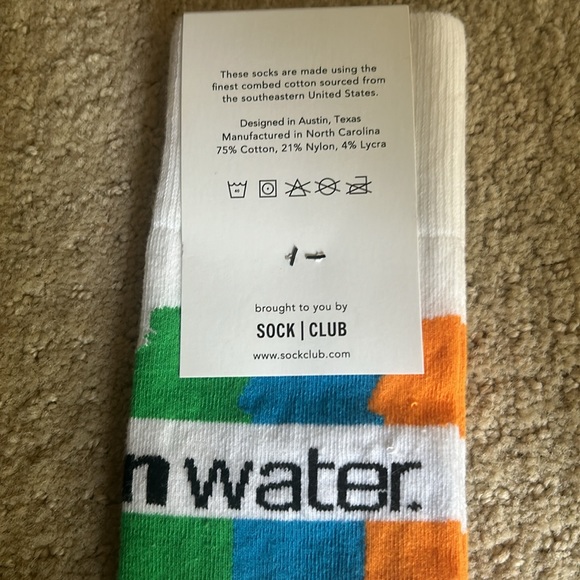 These socks are made using the
finest combed cotton sourced from
the southeastern United States.
Designed in Austin, Texas
Manufactured in North Carolina
75% Cotton, 21% Nylon, 4% Lycra
brought to you by
SOCK | CLUB
www.sockclub.com
n water.